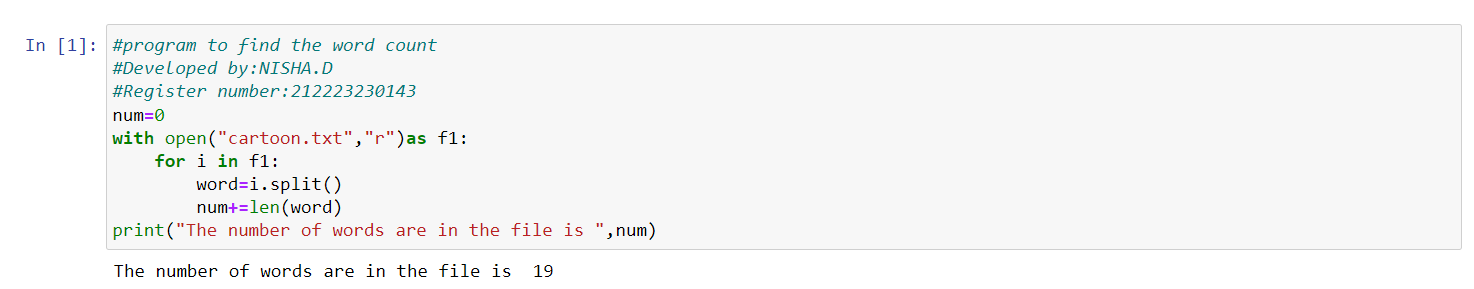 In [1]: #program to find the word count
#Developed by:NISHA.D
#Register number:212223230143
num=0
with open("cartoon.txt","r")as f1:
    for i in f1:
        word=i.split()
        num+=len(word)
print("The number of words are in the file is ",num)
The number of words are in the file is  19